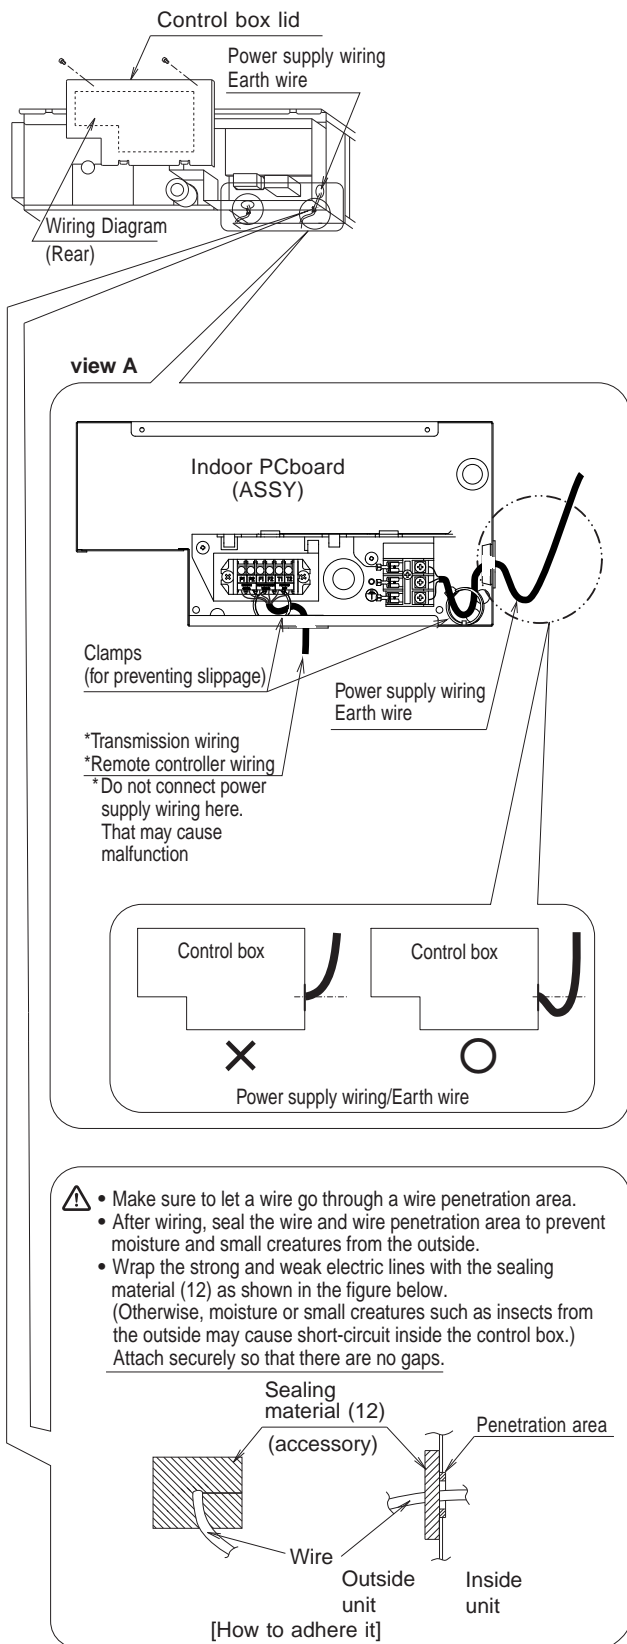 Control box lid
Power supply wiring
Earth wire
Wiring Diagram
(Rear)
view A
Indoor PCboard
(ASSY)
P1 P2 F1 F2 T1 T2
Clamps
(for preventing slippage)
Power supply wiring
Earth wire
*Transmission wiring
*Remote controller wiring
* Do not connect power
supply wiring here.
That may cause
malfunction
Control box
Control box
Power supply wiring/Earth wire
• Make sure to let a wire go through a wire penetration area.
• After wiring, seal the wire and wire penetration area to prevent
moisture and small creatures from the outside.
• Wrap the strong and weak electric lines with the sealing
material (12) as shown in the figure below.
(Otherwise, moisture or small creatures such as insects from
the outside may cause short-circuit inside the control box.)
Attach securely so that there are no gaps.
Sealing
material (12)
(accessory)
Penetration area
Wire
Outside
unit
Inside
unit
[How to adhere it]